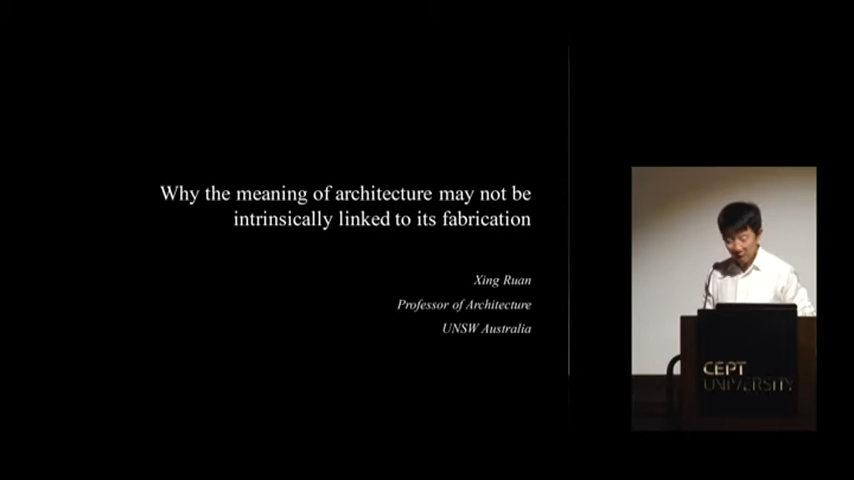 Why the meaning of architecture may not be
intrinsically linked to its fabrication
Xing Ruan
Professor of Architecture
UNSW Australia
CEPT
UNIVERSITY